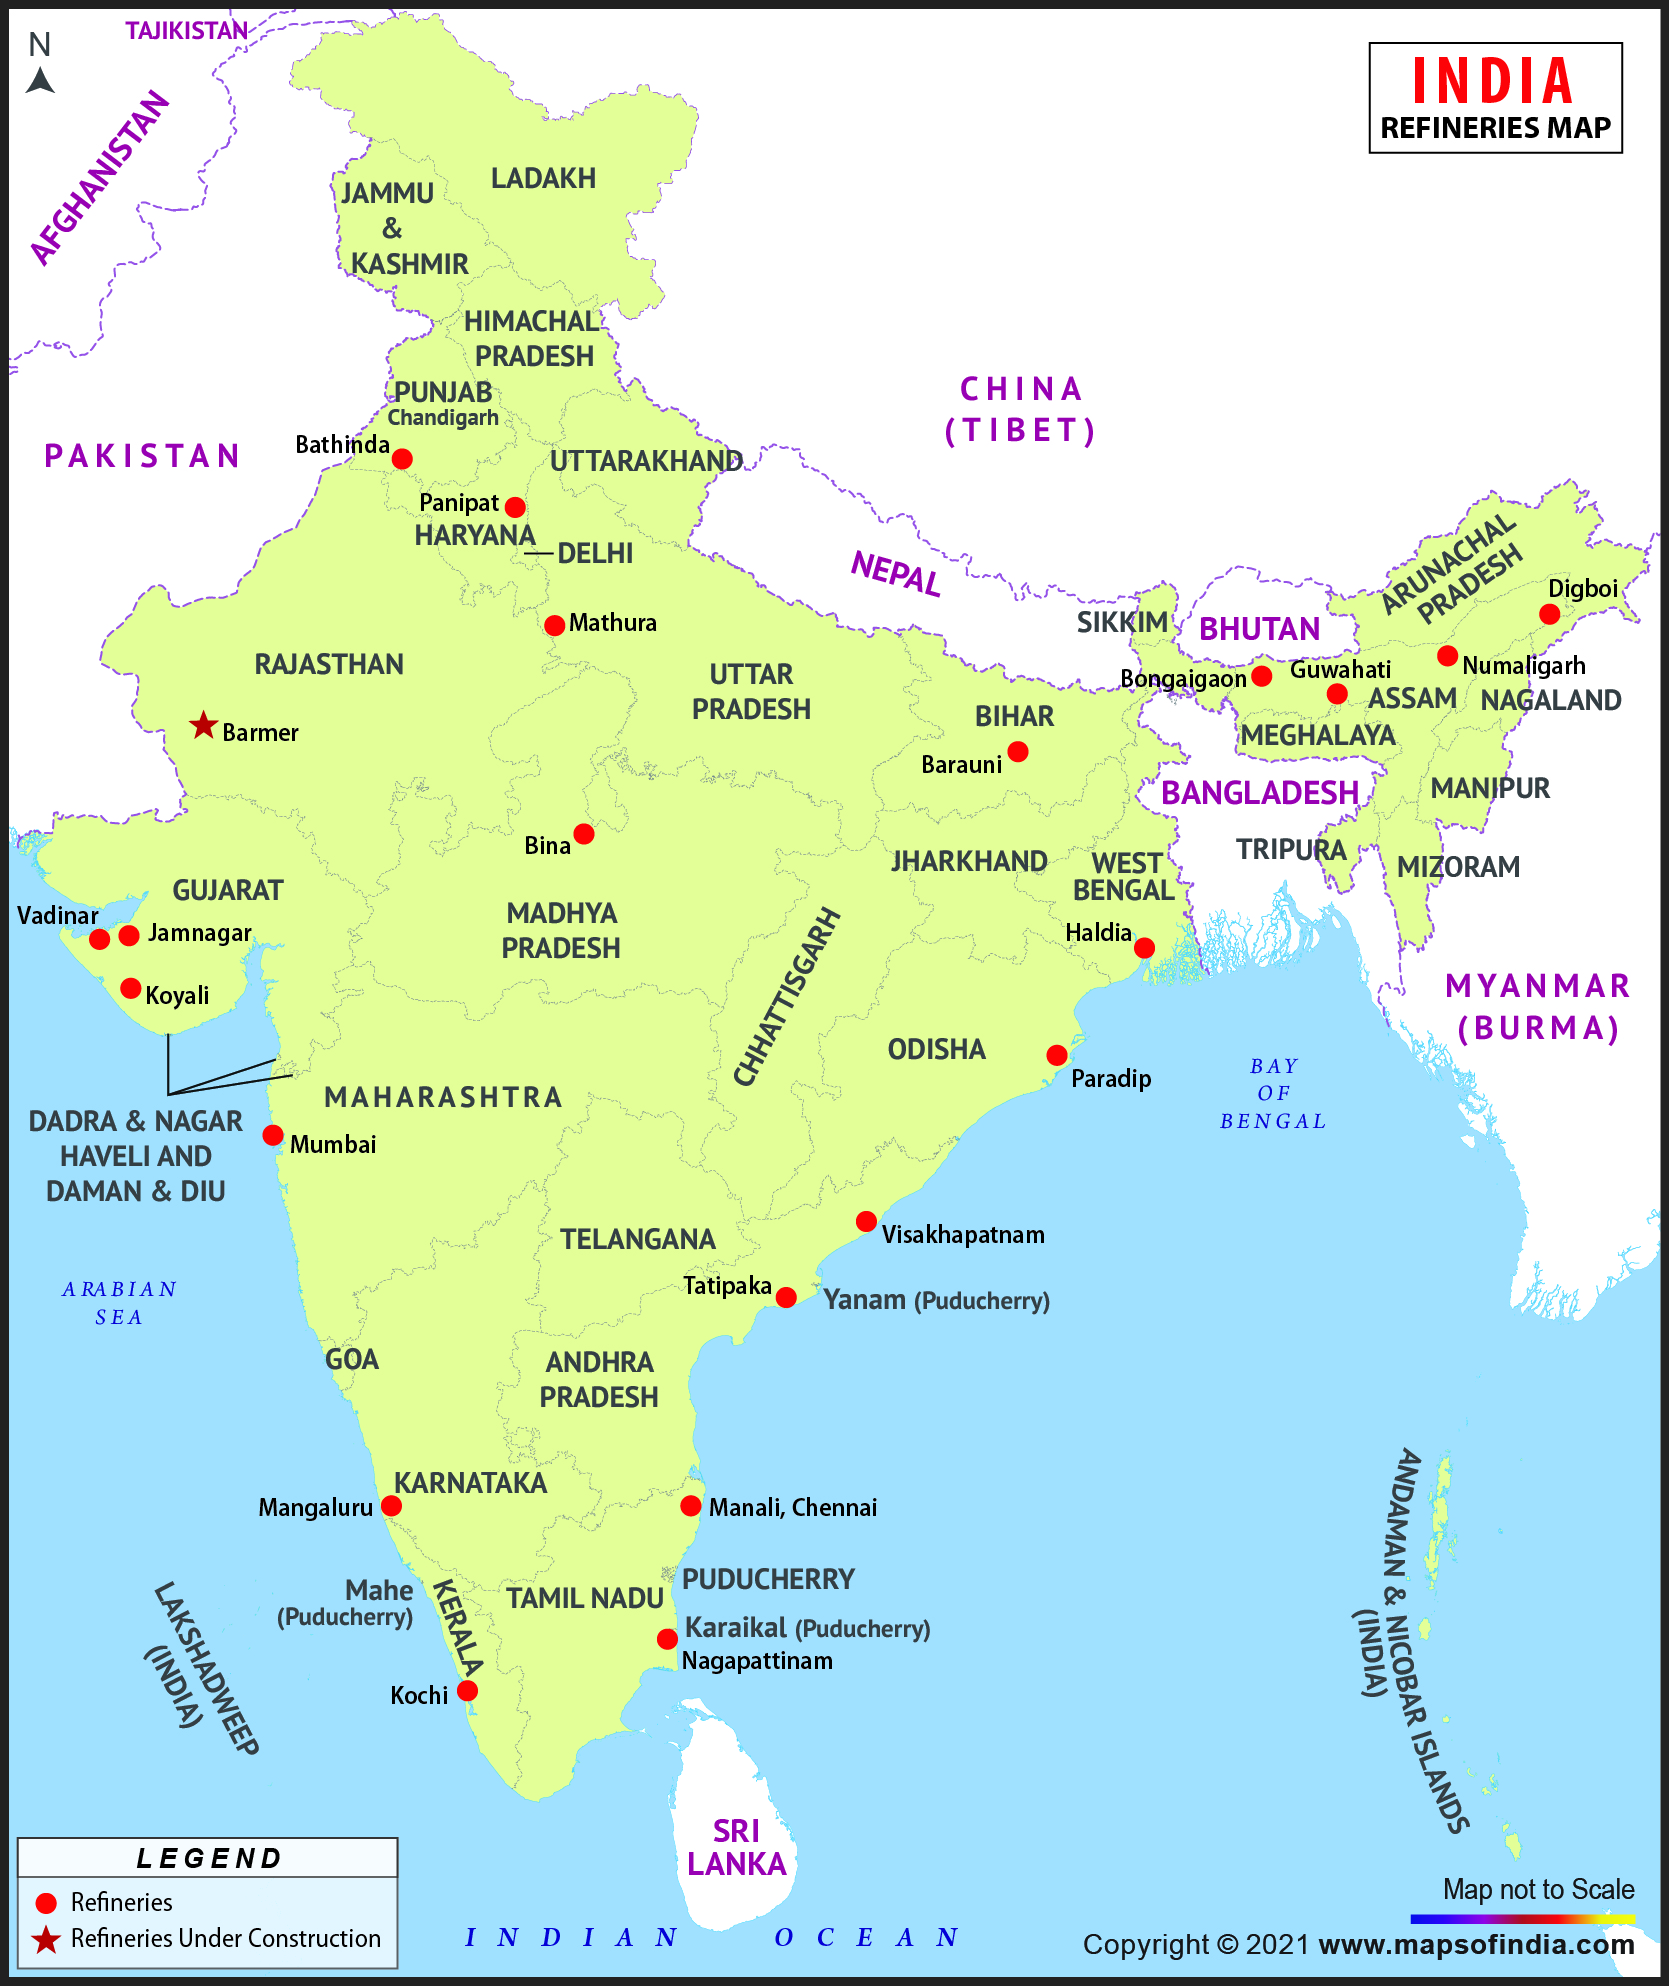 TAJIKISTAN
N
AFGHANISTAN
INDIA
REFINERIES MAP
LADAKH
JAMMU
&
KASHMIR
HIMACHAL
PRADESH
PUNJAB
Chandigarh
CHINA
(TIBET)
PAKISTAN
Bathinda
UTTARAKHAND
Panipat
HARYANA
DELHI
NEPAL
ARUNACHAL
PRADESH
Digboi
Mathura
SIKKIM
BHUTAN
RAJASTHAN
UTTAR
PRADESH
Bongaigaon
Guwahati
Numaligarh
ASSAM
NAGALAND
BIHAR
Barmer
MEGHALAYA
Barauni
BANGLADESH
MANIPUR
Bina
JHARKHAND
WEST
BENGAL
TRIPURA
MIZORAM
GUJARAT
Vadinar
Jamnagar
MADHYA
PRADESH
CHHATTISGARH
Haldia
Koyali
MYANMAR
(BURMA)
ODISHA
Paradip
BAY
OF
BENGAL
MAHARASHTRA
DADRA & NAGAR
HAVELI AND
DAMAN & DIU
Mumbai
TELANGANA
Visakhapatnam
ARABIAN
SEA
Tatipaka
Yanam (Puducherry)
GOA
ANDHRA
PRADESH
KARNATAKA
Mangaluru
Manali, Chennai
ANDAMAN & NICOBAR ISLANDS
(INDIA)
Mahe
(Puducherry)
KERALA
TAMIL NADU
PUDUCHERRY
Karaikal (Puducherry)
Nagapattinam
LAKSHADWEEP
(INDIA)
Kochi
SRI
LANKA
LEGEND
Refineries
Refineries Under Construction
INDIAN OCEAN
Map not to Scale
Copyright © 2021 www.mapsofindia.com